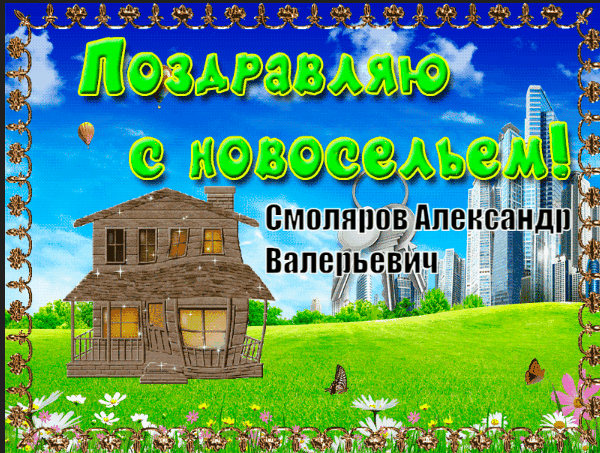 Поздравляю
с новосельем!
Смоляров Александр
Валерьевич